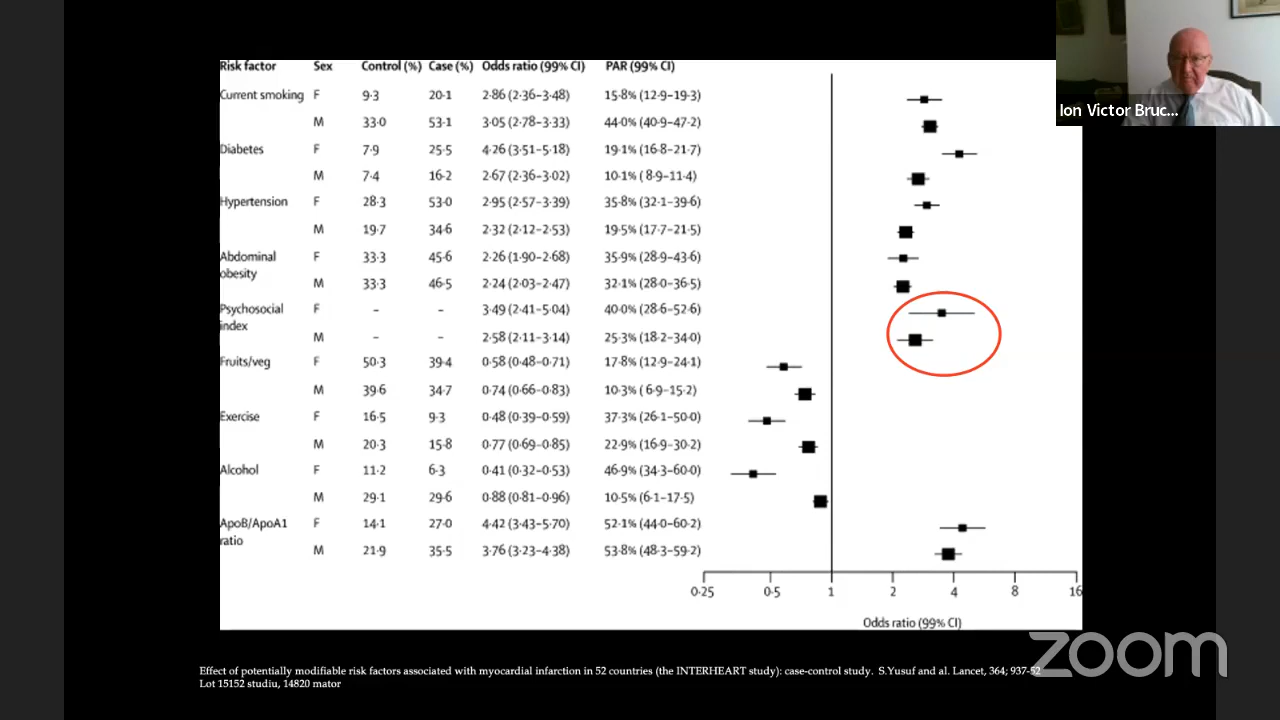 Ion Victor Bruc...
Risk factor Sex Control (%) Case (%) Odds ratio (99% CI) PAR (99% CI)
Current smoking F 9·3 20·1 2·86 (2·36–3·48) 15·8% (12·9–19·3)
M 33·0 53·1 3·05 (2·78–3·33) 44·0% (40·9–47·2)
Diabetes F 7·9 25·5 4·26 (3·51–5·18) 19·1% (16·8–21·7)
M 7·4 16·2 2·67 (2·36–3·02) 10·1% ( 8·9–11·4)
Hypertension F 28·3 53·0 2·95 (2·57–3·39) 35·8% (32·1–39·6)
M 19·7 34·6 2·32 (2·12–2·53) 19·5% (17·7–21·5)
Abdominal F 33·3 45·6 2·26 (1·90–2·68) 35·9% (28·9–43·6)
obesity
M 33·3 46·5 2·24 (2·03–2·47) 32·1% (28·0–36·5)
Psychosocial F – – 3·49 (2·41–5·04) 40·0% (28·6–52·6)
index
M – – 2·58 (2·11–3·14) 25·3% (18·2–34·0)
Fruits/veg F 50·3 39·4 0·58 (0·48–0·71) 17·8% (12·9–24·1)
M 39·6 34·7 0·74 (0·66–0·83) 10·3% ( 6·9–15·2)
Exercise F 16·5 9·3 0·48 (0·39–0·59) 37·3% (26·1–50·0)
M 20·3 15·8 0·77 (0·69–0·85) 22·9% (16·9–30·2)
Alcohol F 11·2 6·3 0·41 (0·32–0·53) 46·9% (34·3–60·0)
M 29·1 29·6 0·88 (0·81–0·96) 10·5% (6·1–17·5)
ApoB/ApoA1 F 14·1 27·0 4·42 (3·43–5·70) 52·1% (44·0–60·2)
ratio
M 21·9 35·5 3·76 (3·23–4·38) 53·8% (48·3–59·2)
0·25 0·5 1 2 4 8 16
Odds ratio (99% CI)
zoom
Effect of potentially modifiable risk factors associated with myocardial infarction in 52 countries (the INTERHEART study): case-control study. S.Yusuf and al. Lancet, 364; 937-52
Lot 15152 studiu, 14820 mator